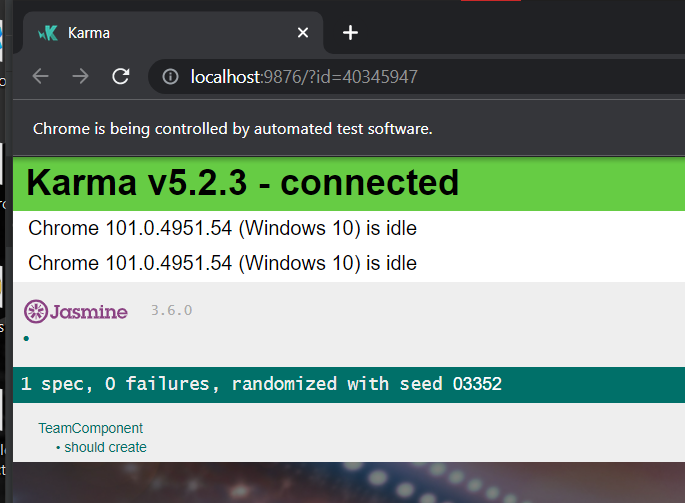 Karma
localhost:9876/?id=40345947
Chrome is being controlled by automated test software.
Karma v5.2.3 - connected
Chrome 101.0.4951.54 (Windows 10) is idle
Chrome 101.0.4951.54 (Windows 10) is idle
Jasmine 3.6.0
•
1 spec, 0 failures, randomized with seed 03352
TeamComponent
• should create